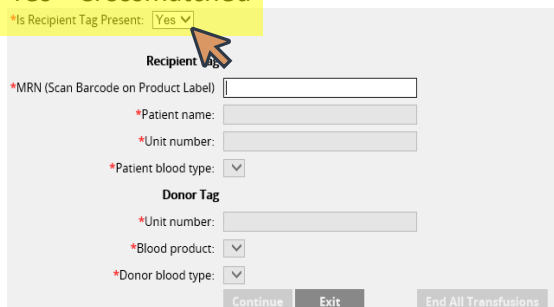 *Is Recipient Tag Present: Yes
Recipient Tag
*MRN (Scan Barcode on Product Label)
*Patient name:
*Unit number:
*Patient blood type:
Donor Tag
*Unit number:
*Blood product:
*Donor blood type:
Continue Exit End All Transfusions